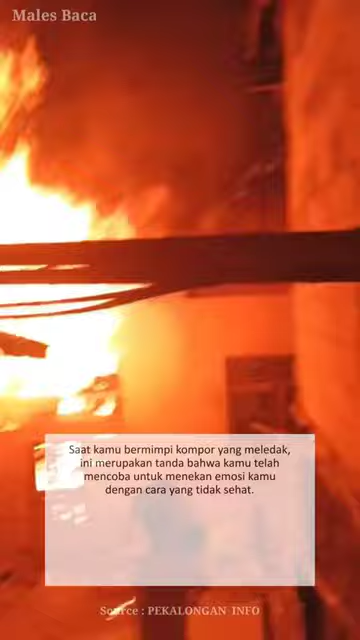 Males Baca
Saat kamu bermimpi kompor yang meledak,
ini merupakan tanda bahwa kamu telah
mencoba untuk menekan emosi kamu
dengan cara yang tidak sehat.
Source : PEKALONGAN INFO